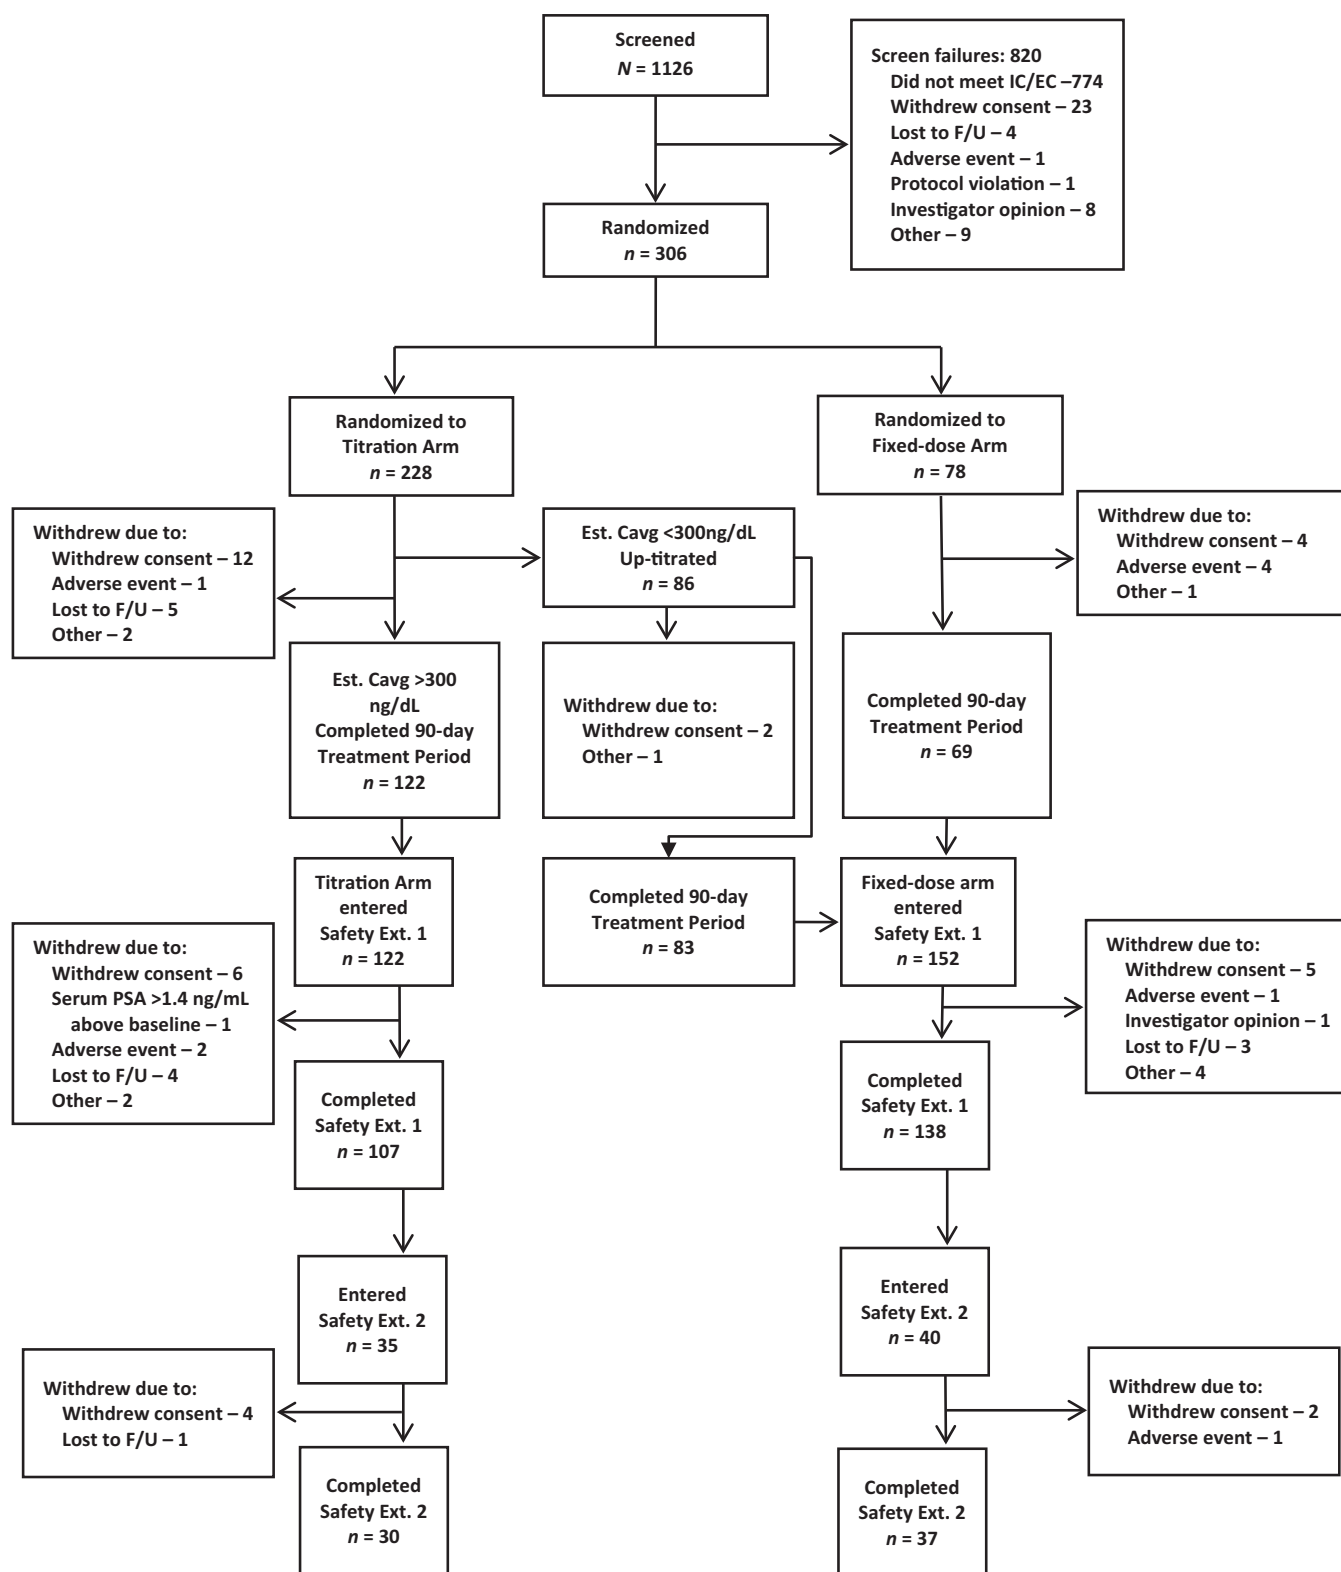 Screened
N = 1126
Screen failures: 820
Did not meet IC/EC –774
Withdrew consent – 23
Lost to F/U – 4
Adverse event – 1
Protocol violation – 1
Investigator opinion – 8
Other – 9
Randomized
n = 306
Randomized to
Titration Arm
n = 228
Randomized to
Fixed-dose Arm
n = 78
Withdrew due to:
Withdrew consent – 12
Adverse event – 1
Lost to F/U – 5
Other – 2
Est. Cavg <300ng/dL
Up-titrated
n = 86
Withdrew due to:
Withdrew consent – 4
Adverse event – 4
Other – 1
Est. Cavg >300
ng/dL
Completed 90-day
Treatment Period
n = 122
Withdrew due to:
Withdrew consent – 2
Other – 1
Completed 90-day
Treatment Period
n = 69
Titration Arm
entered
Safety Ext. 1
n = 122
Completed 90-day
Treatment Period
n = 83
Fixed-dose arm
entered
Safety Ext. 1
n = 152
Withdrew due to:
Withdrew consent – 6
Serum PSA >1.4 ng/mL
above baseline – 1
Adverse event – 2
Lost to F/U – 4
Other – 2
Withdrew due to:
Withdrew consent – 5
Adverse event – 1
Investigator opinion – 1
Lost to F/U – 3
Other – 4
Completed
Safety Ext. 1
n = 107
Completed
Safety Ext. 1
n = 138
Entered
Safety Ext. 2
n = 35
Entered
Safety Ext. 2
n = 40
Withdrew due to:
Withdrew consent – 4
Lost to F/U – 1
Withdrew due to:
Withdrew consent – 2
Adverse event – 1
Completed
Safety Ext. 2
n = 30
Completed
Safety Ext. 2
n = 37